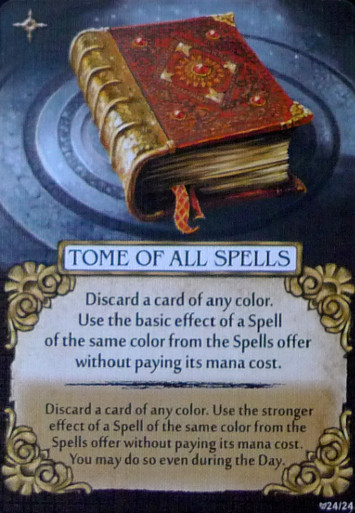 TOME OF ALL SPELLS
Discard a card of any color.
Use the basic effect of a Spell
of the same color from the Spells offer
without paying its mana cost.
Discard a card of any color. Use the stronger
effect of a Spell of the same color from the
Spells offer without paying its mana cost.
You may do so even during the Day.
24/24